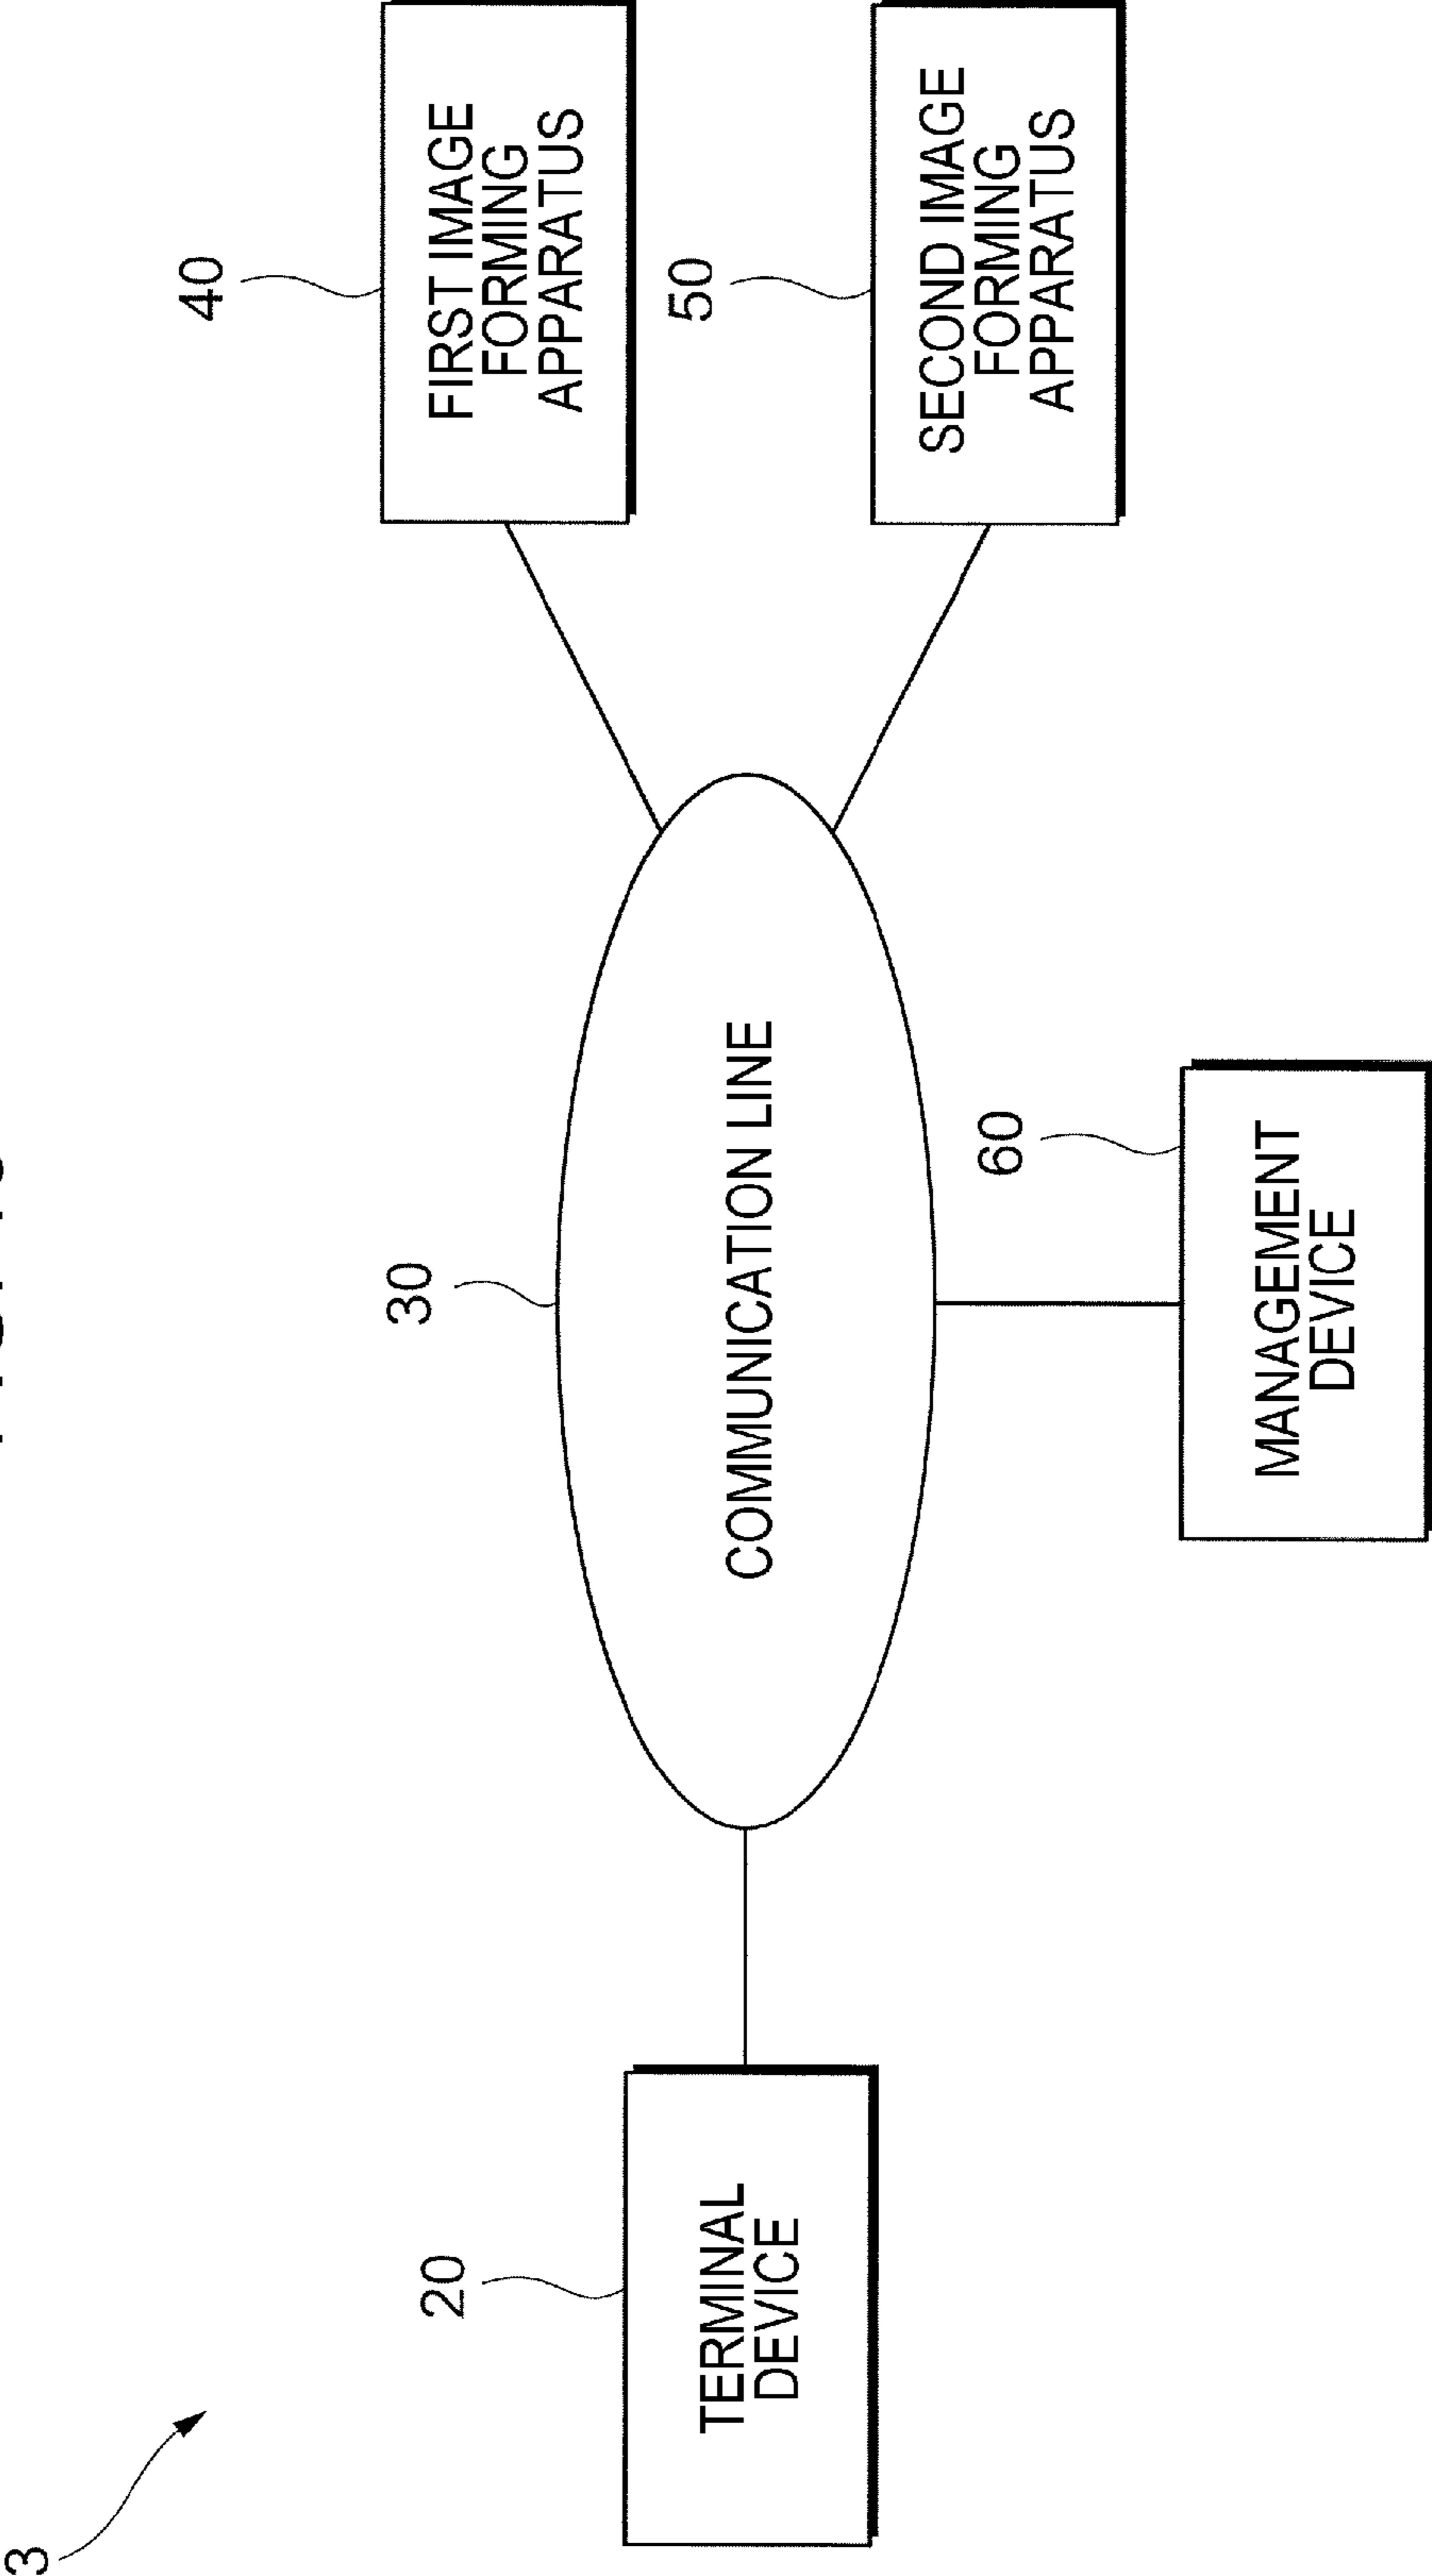 3
40
FIRST IMAGE
FORMING
APPARATUS
20
TERMINAL
DEVICE
30
COMMUNICATION LINE
50
SECOND IMAGE
FORMING
APPARATUS
60
MANAGEMENT
DEVICE